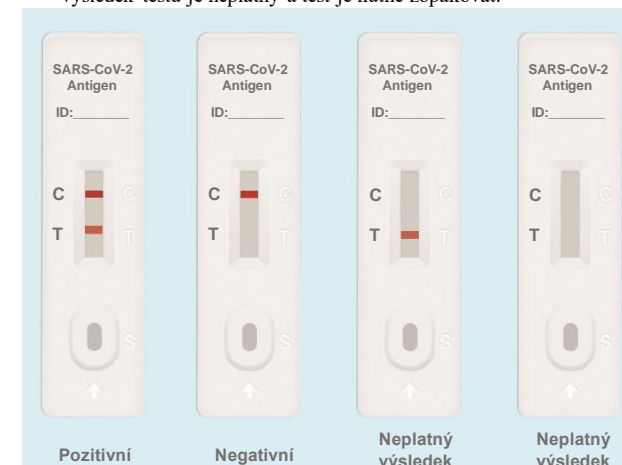 výsledek testu je neplatný a test je nutné zopakovat.
SARS-CoV-2 SARS-CoV-2 SARS-CoV-2 SARS-CoV-2
Antigen Antigen Antigen Antigen
ID:_______ ID:_______ ID:_______ ID:_______
C C C C C C C C
T T T T T T T T
S S S S
Pozitivní Negativní Neplatný Neplatný
výsledek výsledek